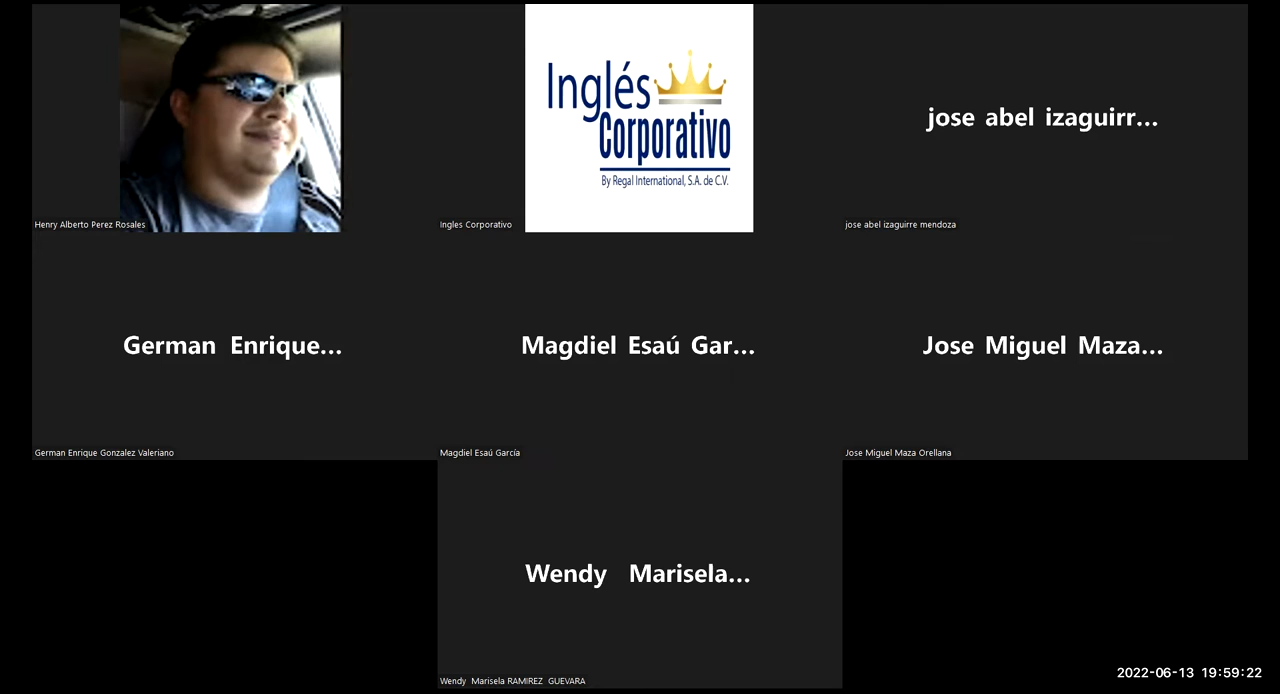 Inglés
Corporativo
By Regal International, S.A. de C.V.
jose abel izaguirr...
Henry Alberto Perez Rosales
Ingles Corporativo
jose abel izaguirre mendoza
German Enrique...
Magdiel Esaú Gar...
Jose Miguel Maza...
German Enrique Gonzalez Valeriano
Magdiel Esaú García
Jose Miguel Maza Orellana
Wendy Marisela...
Wendy Marisela RAMIREZ GUEVARA
2022-06-13 19:59:22